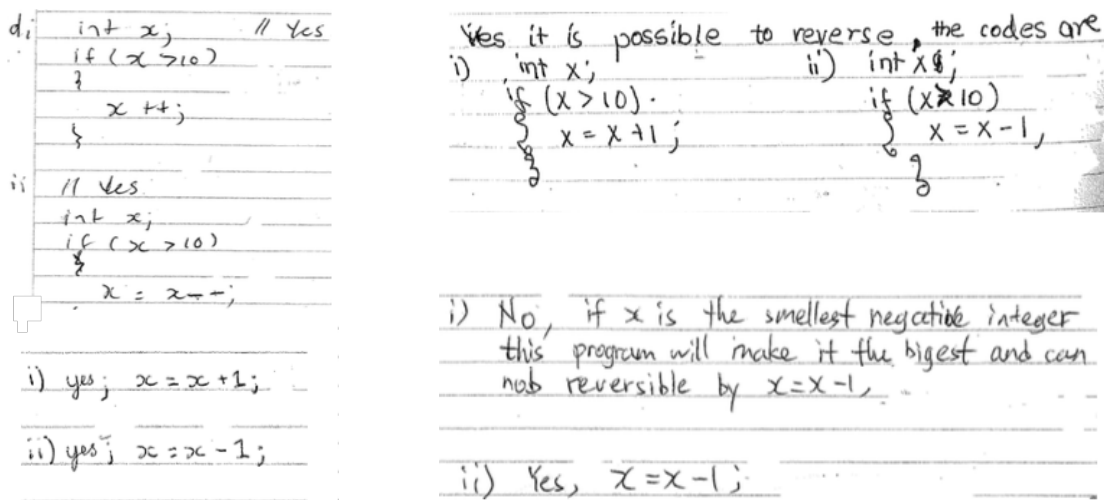 di int x; // Yes
if (x >10)
{
x ++;
}
ii // Yes
int x;
if (x > 10)
{
x = x--;
i) yes; x = x +1;
ii) yes; x = x - 1;
Yes it is possible to reverse, the codes are
i) int x;
if (x > 10).
{ x = x +1;
}
ii) int x;
if (x 10)
{ x = x - 1,
}
i) No, if x is the smellest negative integer
this program will make it the bigest and can
nob reversible by x = x - 1,
ii) Yes, x = x - 1;